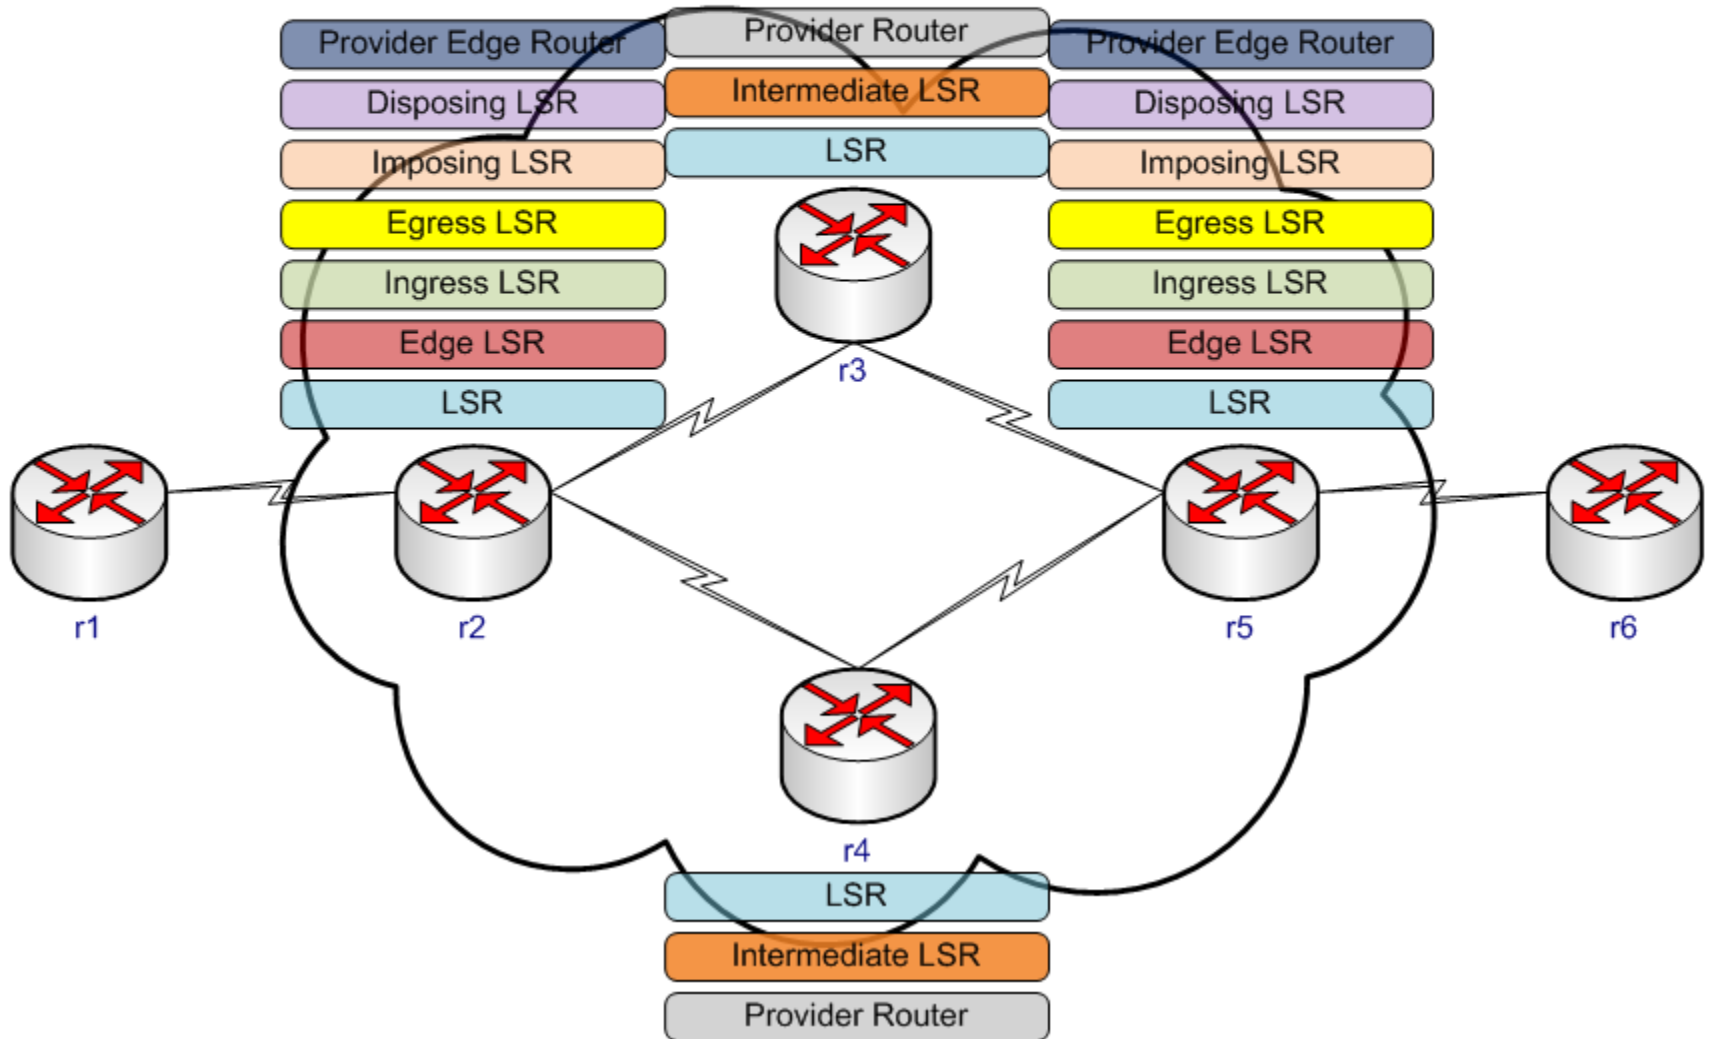 Provider Edge Router
Disposing LSR
Imposing LSR
Egress LSR
Ingress LSR
Edge LSR
LSR
Provider Router
Intermediate LSR
LSR
Provider Edge Router
Disposing LSR
Imposing LSR
Egress LSR
Ingress LSR
Edge LSR
LSR
r3
r1
r2
r5
r6
r4
LSR
Intermediate LSR
Provider Router